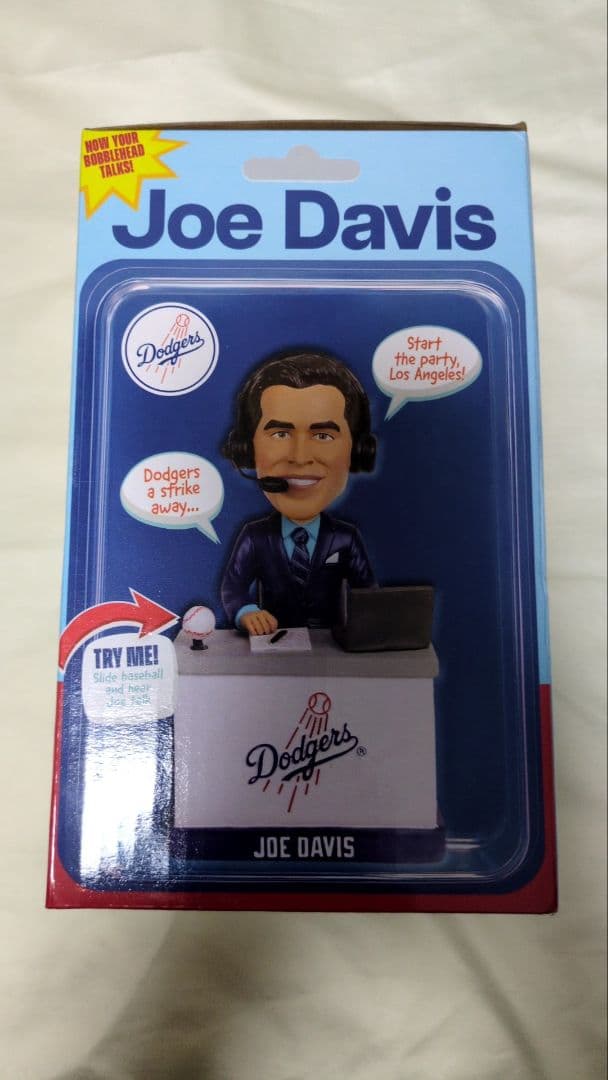 NOW YOUR
BOBBLEHEAD
TALKS!
Joe Davis
Dodgers
Start
the party,
Los Angeles!
Dodgers
a strike
away...
TRY ME!
Slide baseball
and hear
Joe Talk
Dodgers®
JOE DAVIS